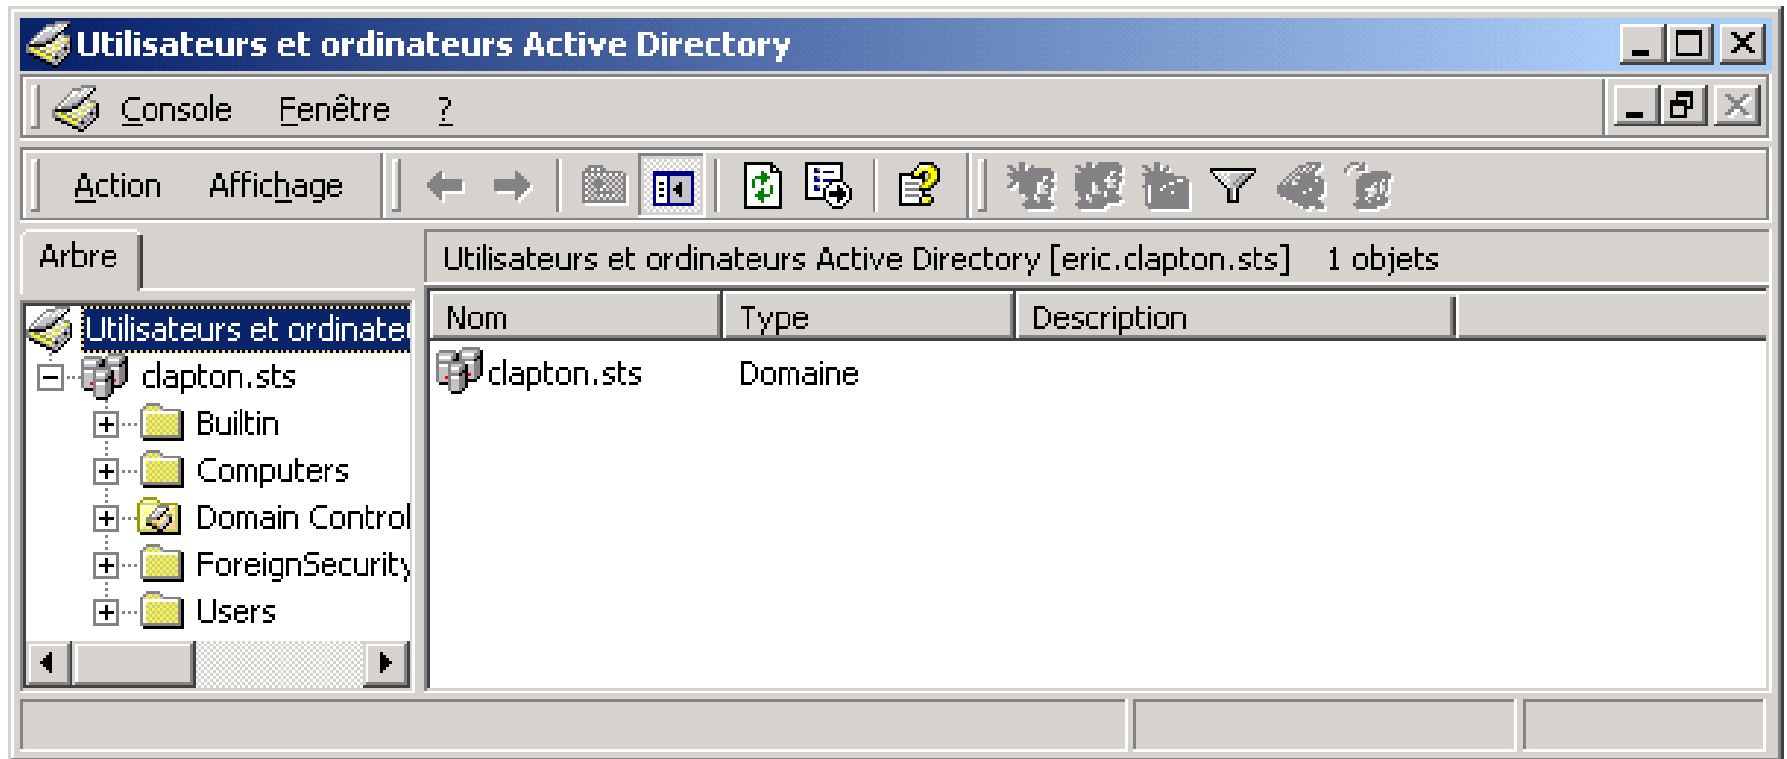 Utilisateurs et ordinateurs Active Directory
Console Fenêtre ?
Action Affichage
Arbre
Utilisateurs et ordinateurs Active Directory [eric.clapton.sts] 1 objets
Utilisateurs et ordinate
Nom Type Description
clapton.sts
clapton.sts Domaine
Builtin
Computers
Domain Control
ForeignSecurity
Users